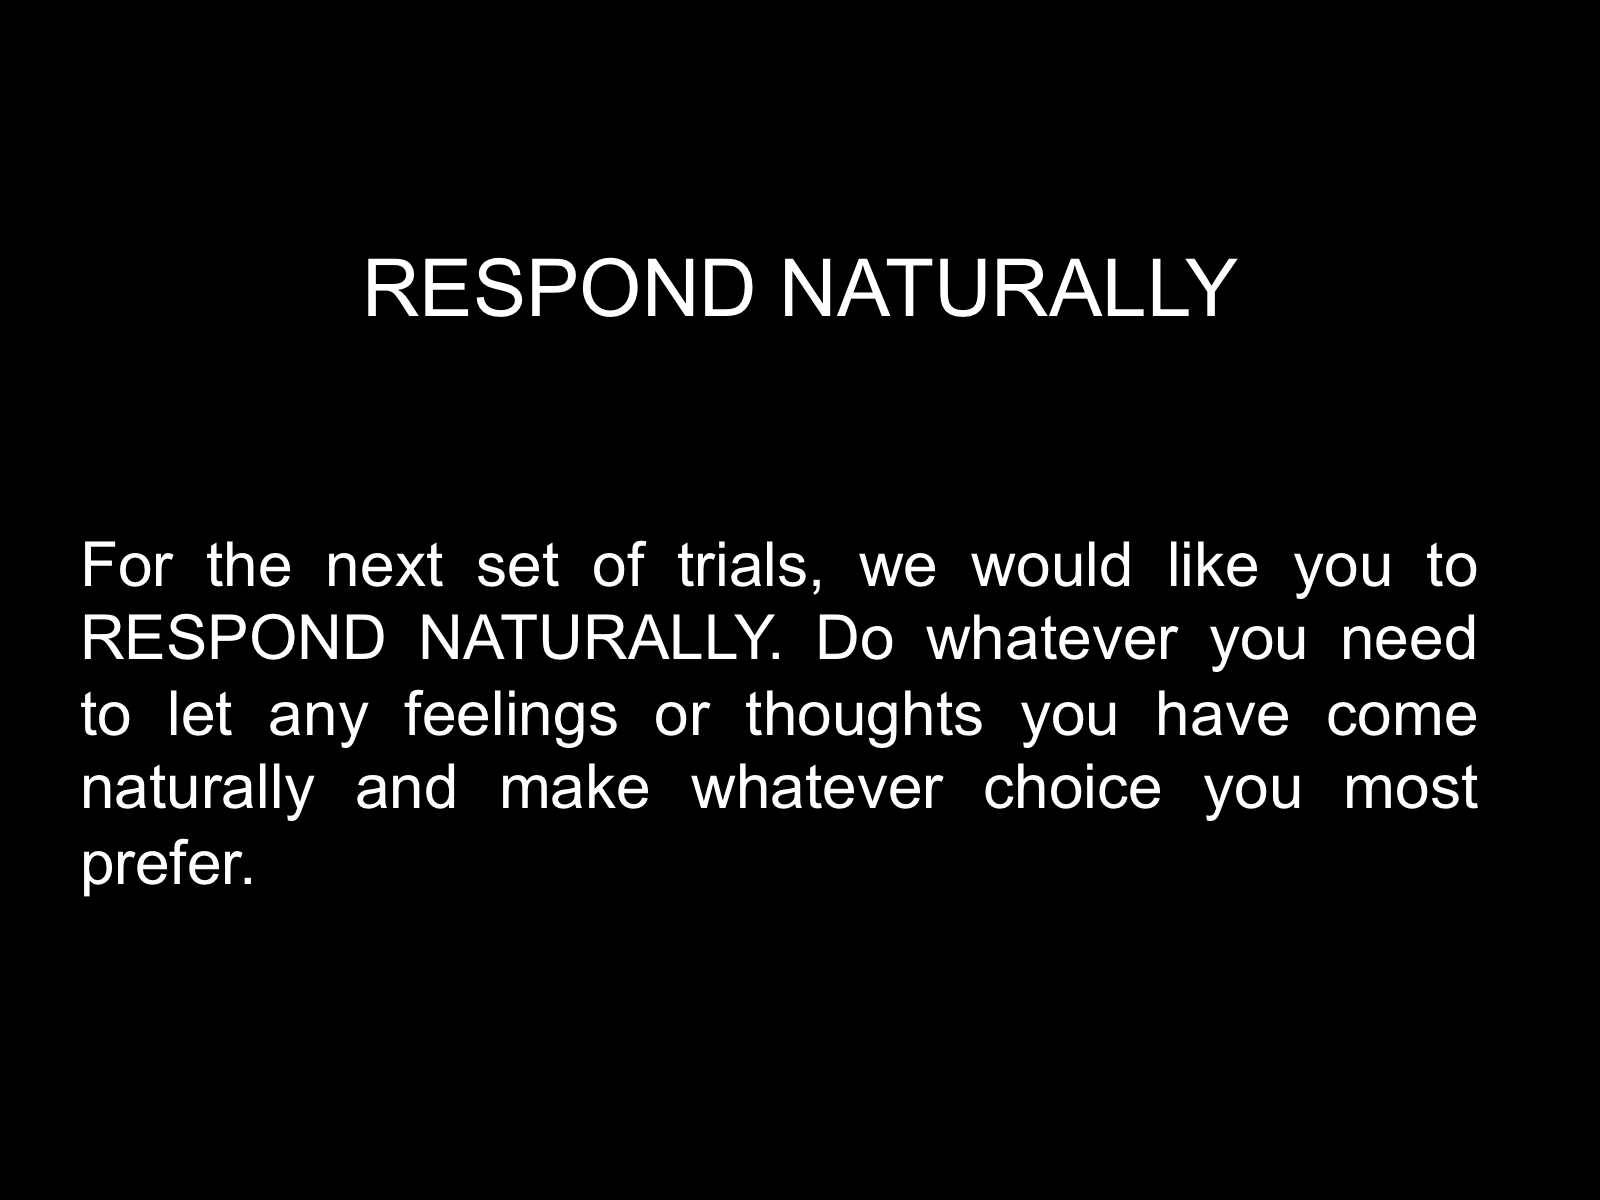 RESPOND NATURALLY
For the next set of trials, we would like you to
RESPOND NATURALLY. Do whatever you need
to let any feelings or thoughts you have come
naturally and make whatever choice you most
prefer.